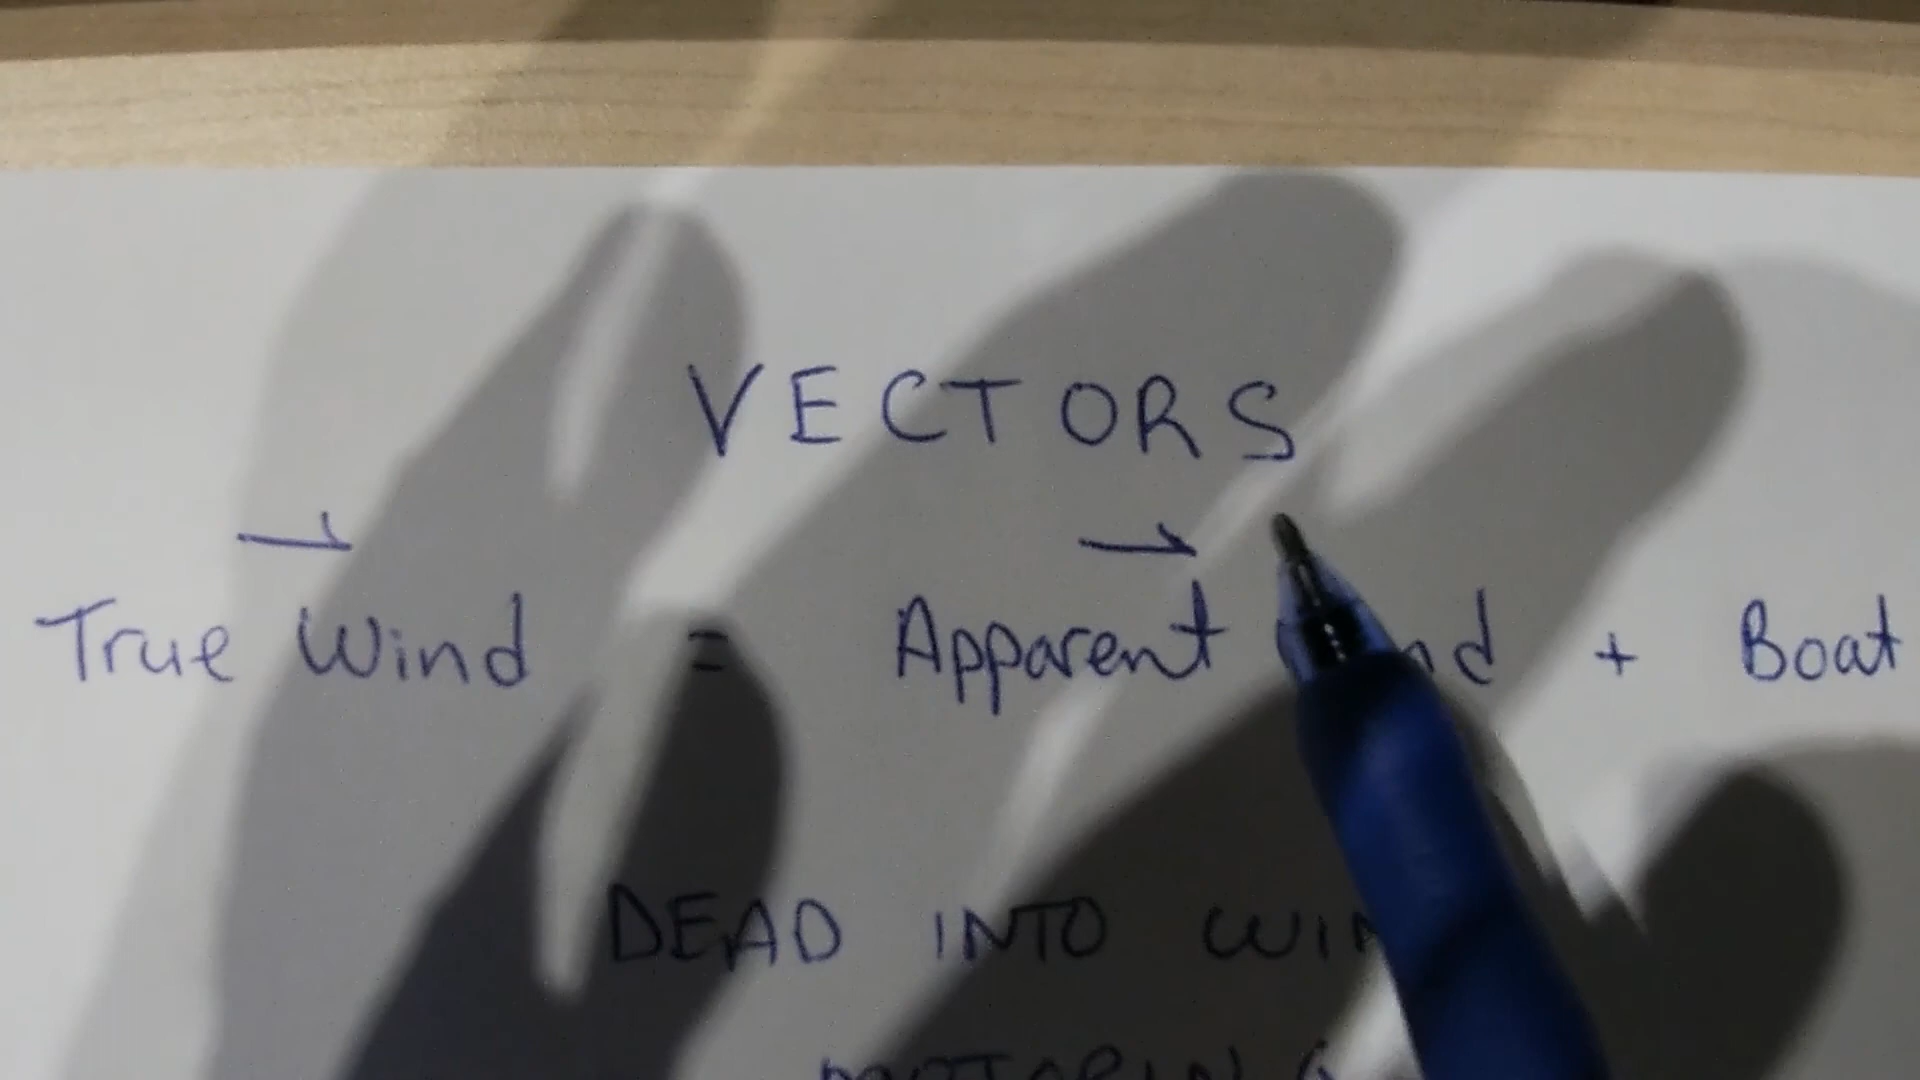 VECTORS
True Wind = Apparent + Boat
DEAD INTO